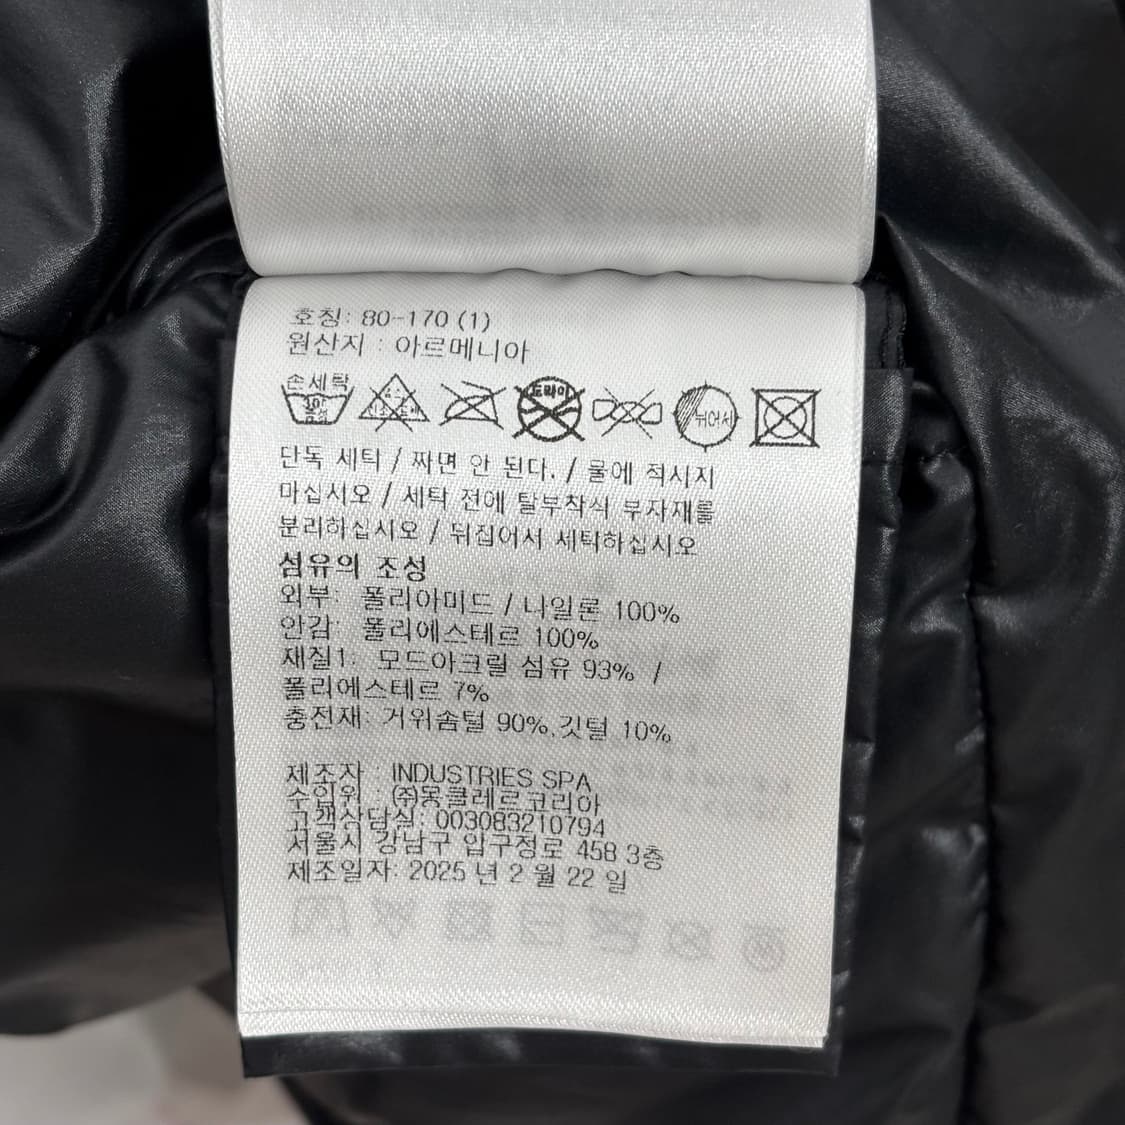 호칭: 80-170 (1)
원산지 : 아르메니아
손세탁
30℃
중성
드라이
뉘어서
단독 세탁 / 짜면 안 된다. / 물에 적시지
마십시오 / 세탁 전에 탈부착식 부자재를
분리하십시오 / 뒤집어서 세탁하십시오
섬유의 조성
외부: 폴리아미드 / 나일론 100%
안감: 폴리에스테르 100%
재질1: 모드아크릴 섬유 93% /
폴리에스테르 7%
충전재: 거위솜털 90%,깃털 10%
제조자 : INDUSTRIES SPA
수입원 : (주)몽클레르코리아
고객상담실: 003083210794
서울시 강남구 압구정로 458 3층
제조일자: 2025 년 2 월 22 일